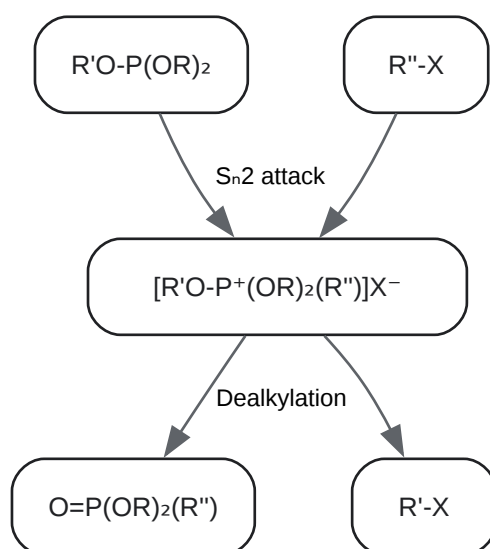 R'O-P(OR)₂
R"-X
Sₙ2 attack
[R'O-P⁺(OR)₂(R")]X⁻
Dealkylation
O=P(OR)₂(R")
R'-X